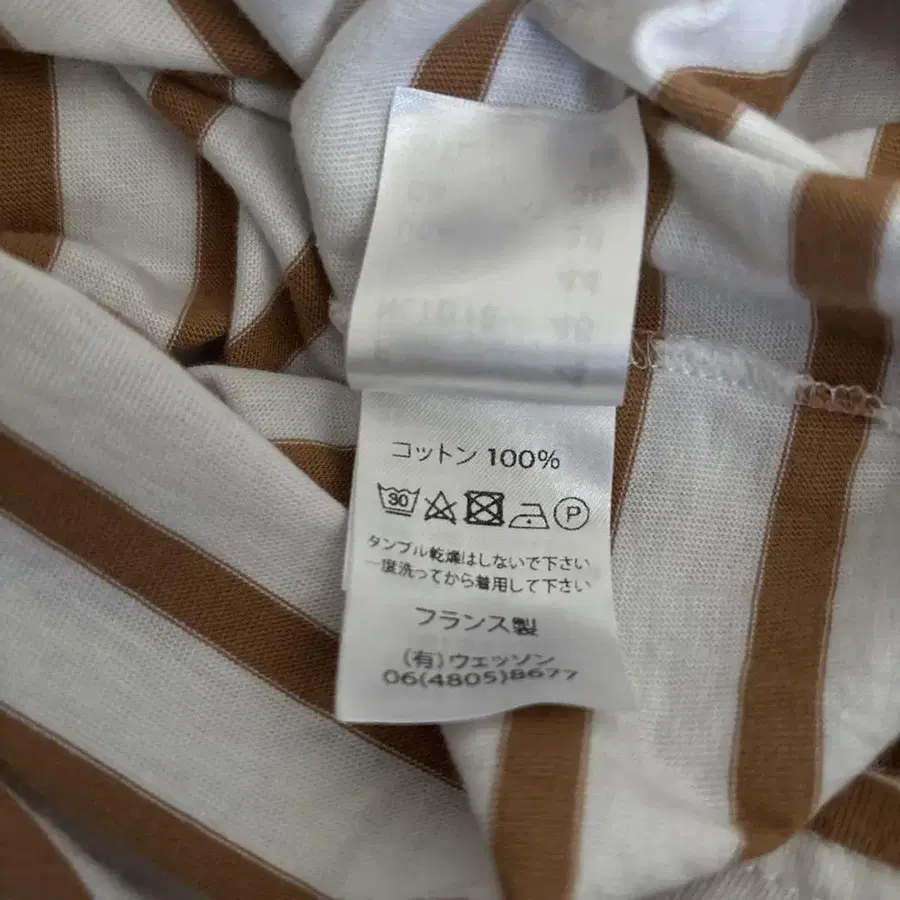 コットン 100%
30 P
タンブル乾燥はしないで下さい
一度洗ってから着用して下さい
フランス製
(有)ウェッソン
06(4805)8677